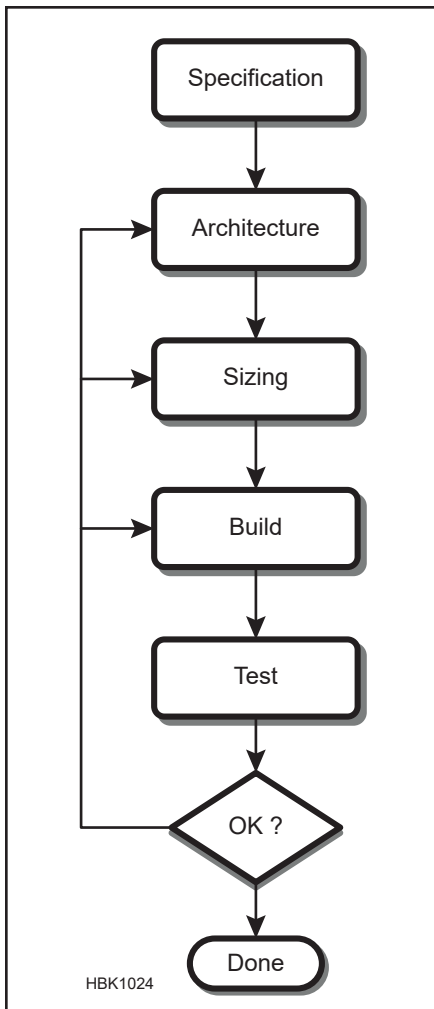 Specification
Architecture
Sizing
Build
Test
OK ?
Done
HBK1024